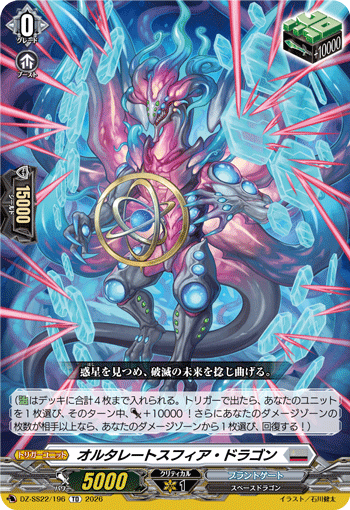 0
グレード
ブースト
+10000
シールド
15000
惑星を見つめ、破滅の未来を捻じ曲げる。
(治はデッキに合計4枚まで入れられる。トリガーで出たら、あなたのユニットを1枚選び、そのターン中、+10000!さらにあなたのダメージゾーンの枚数が相手以上なら、あなたのダメージゾーンから1枚選び、回復する!)
トリガーユニット
オルタレートスフィア・ドラゴン
パワー
5000
クリティカル
1
ブラントゲート
スペースドラゴン
DZ-SS22/196 TD 2026
イラスト/石川健太